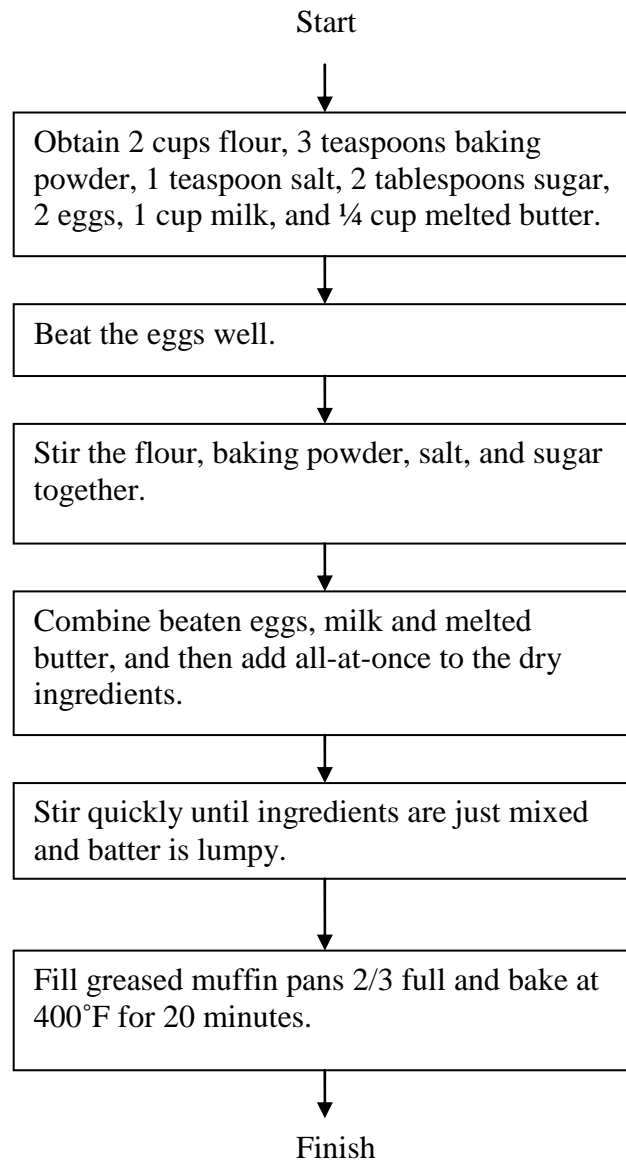 Start
Obtain 2 cups flour, 3 teaspoons baking
powder, 1 teaspoon salt, 2 tablespoons sugar,
2 eggs, 1 cup milk, and ¼ cup melted butter.
Beat the eggs well.
Stir the flour, baking powder, salt, and sugar
together.
Combine beaten eggs, milk and melted
butter, and then add all-at-once to the dry
ingredients.
Stir quickly until ingredients are just mixed
and batter is lumpy.
Fill greased muffin pans 2/3 full and bake at
400˚F for 20 minutes.
Finish